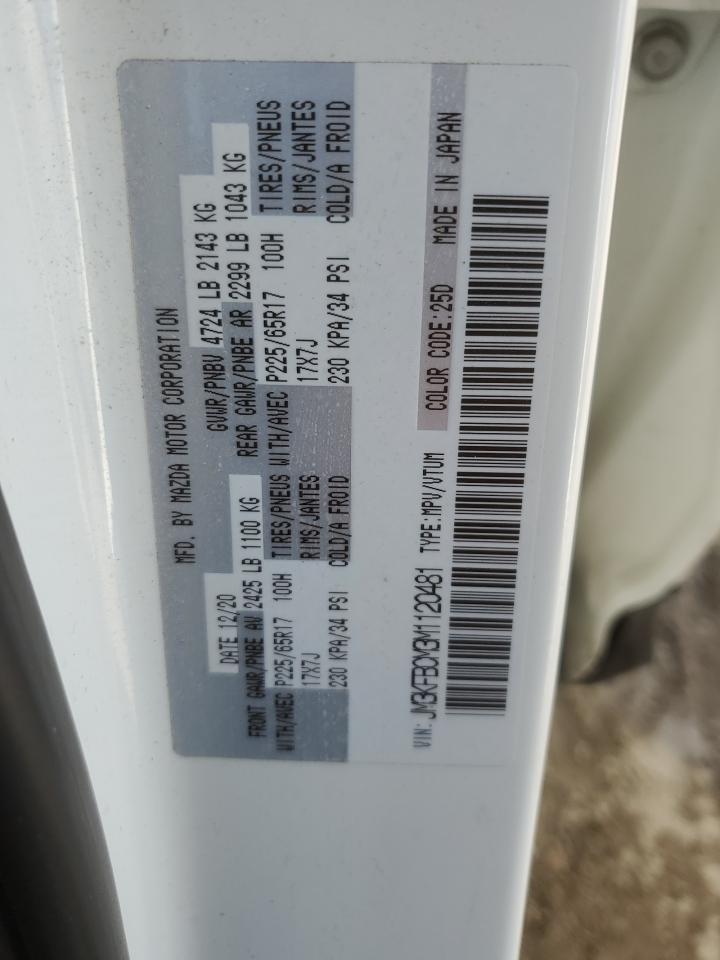 MFD. BY MAZDA MOTOR CORPORATION
DATE 12/20 GVWR/PNBV 4724 LB 2143 KG
FRONT GAWR/PNBE AV 2425 LB 1100 KG REAR GAWR/PNBE AR 2299 LB 1043 KG
WITH/AVEC P225/65R17 100H TIRES/PNEUS WITH/AVEC P225/65R17 100H TIRES/PNEUS
17X7J RIMS/JANTES 17X7J RIMS/JANTES
230 KPA/34 PSI COLD/A FROID 230 KPA/34 PSI COLD/A FROID
VIN: JM3KFBCM3M1120481 TYPE:MPV/VTUM COLOR CODE:25D MADE IN JAPAN